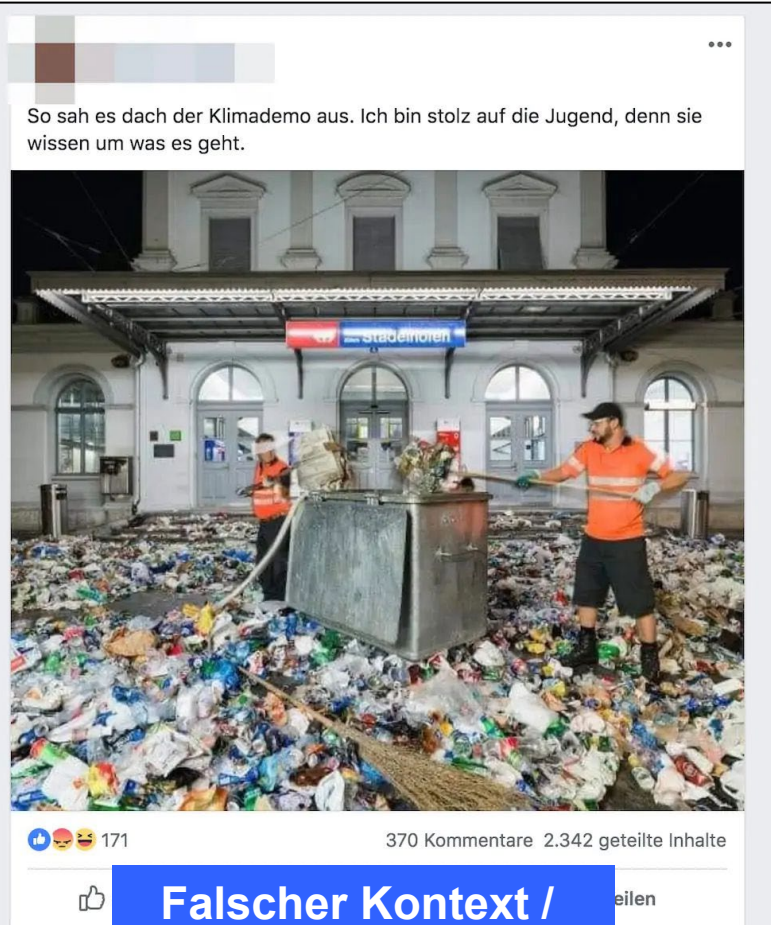 So sah es dach der Klimademo aus. Ich bin stolz auf die Jugend, denn sie
wissen um was es geht.
Stadelhofen
171
370 Kommentare 2.342 geteilte Inhalte
Falscher Kontext /
eilen